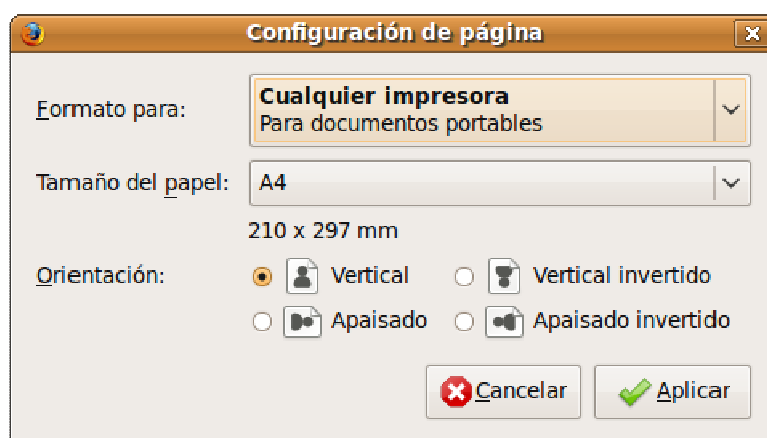 Configuración de página
Formato para:
Cualquier impresora
Para documentos portables
Tamaño del papel:
A4
210 x 297 mm
Orientación:
Vertical
Vertical invertido
Apaisado
Apaisado invertido
Cancelar
Aplicar